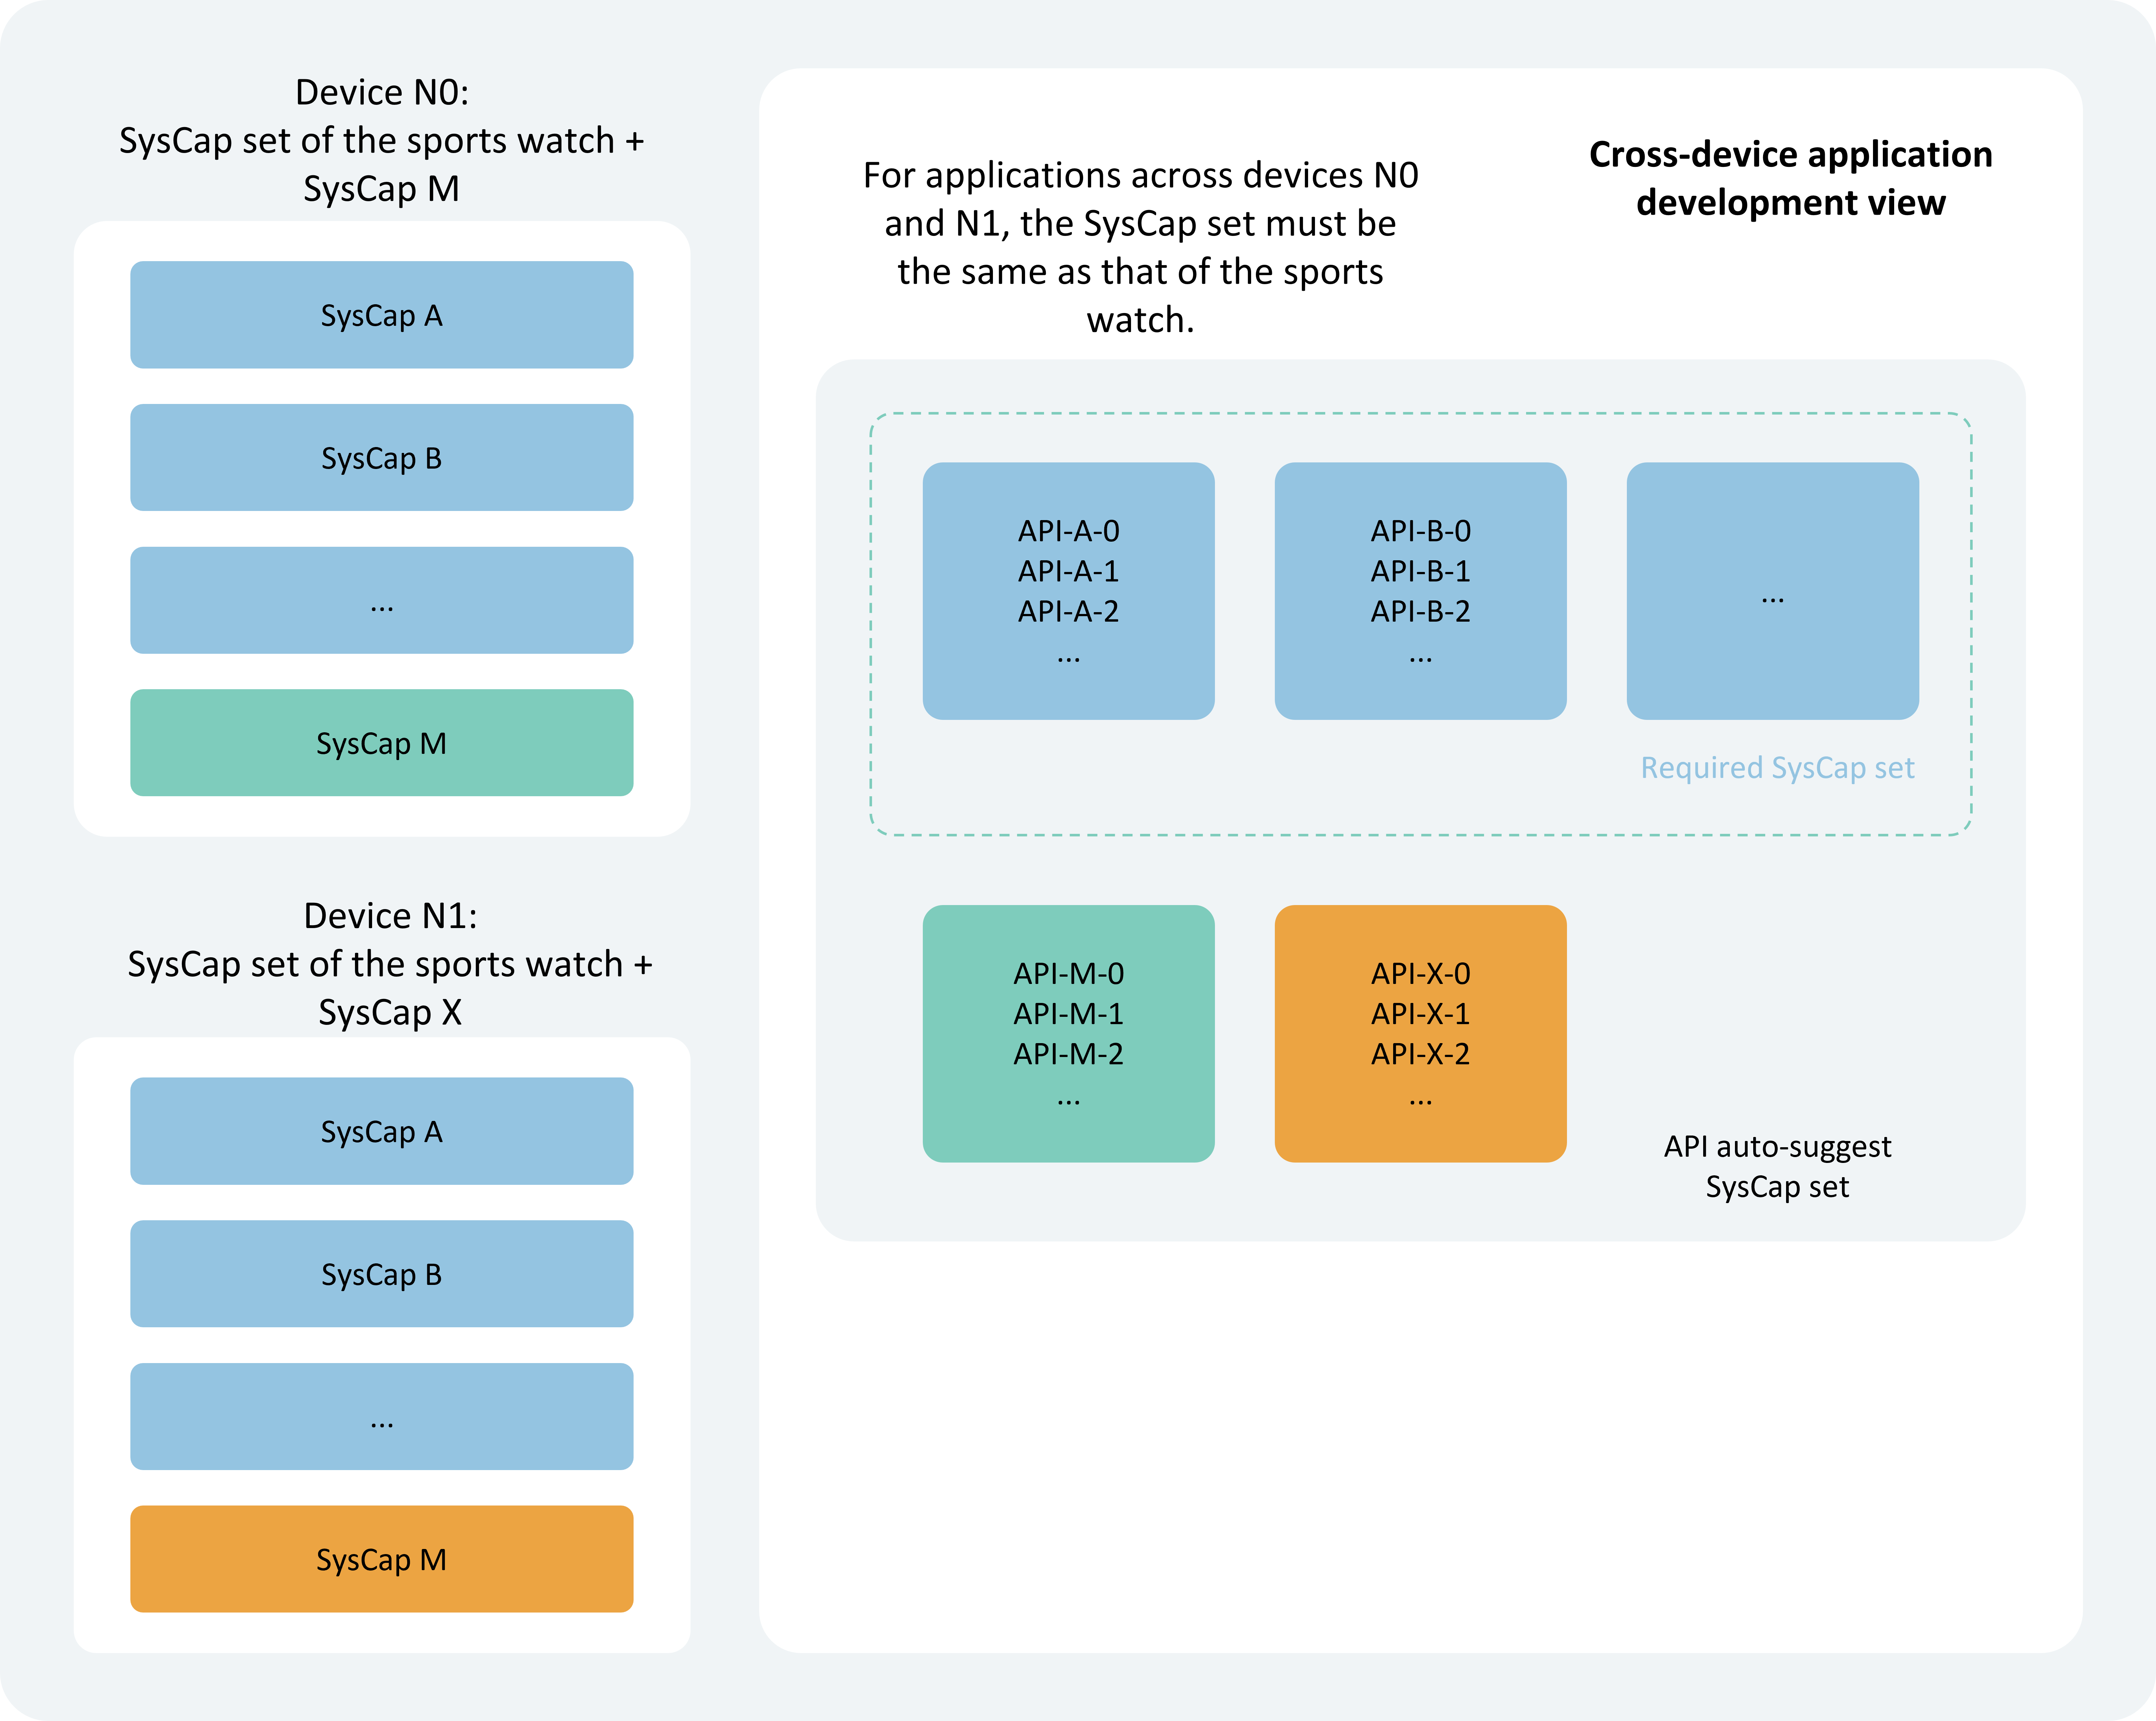 Device N0:
SysCap set of the sports watch +
SysCap M
SysCap A
SysCap B
...
SysCap M
Device N1:
SysCap set of the sports watch +
SysCap X
SysCap A
SysCap B
...
SysCap M
Cross-device application
development view
For applications across devices N0
and N1, the SysCap set must be
the same as that of the sports
watch.
API-A-0
API-A-1
API-A-2
...
API-B-0
API-B-1
API-B-2
...
...
Required SysCap set
API-M-0
API-M-1
API-M-2
...
API-X-0
API-X-1
API-X-2
...
API auto-suggest
SysCap set